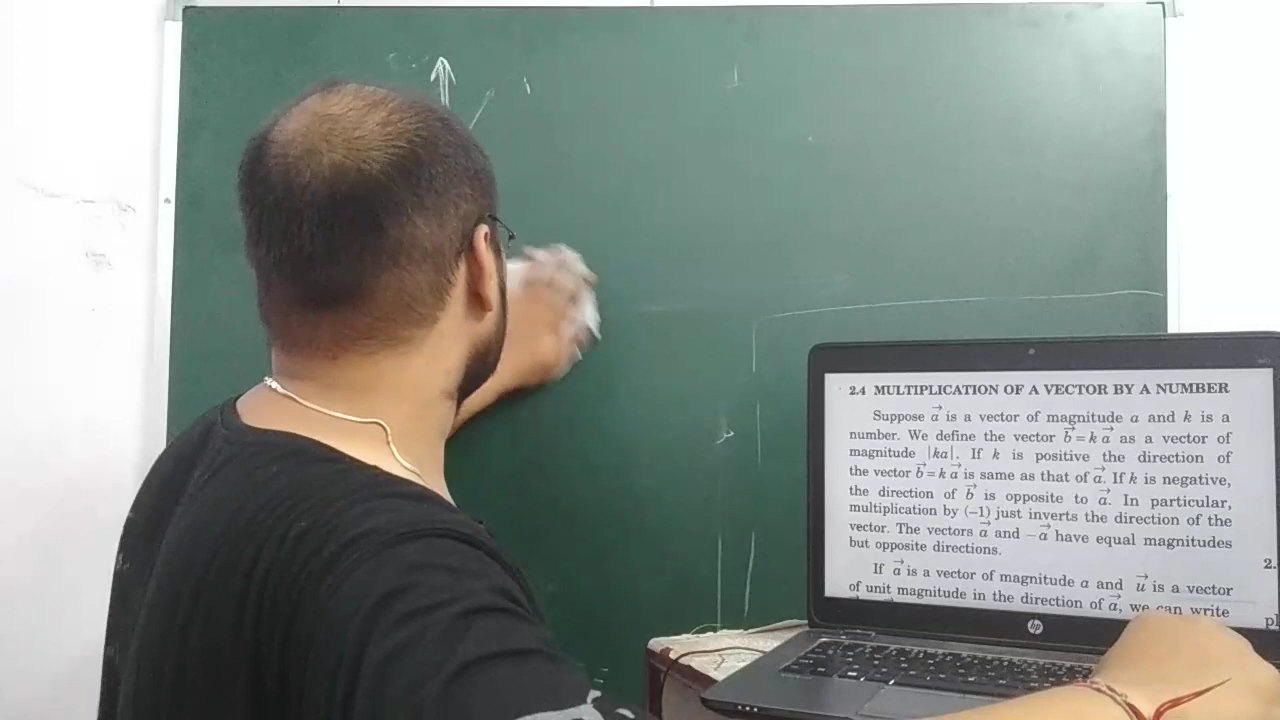 2.4 MULTIPLICATION OF A VECTOR BY A NUMBER
Suppose a⃗ is a vector of magnitude a and k is a
number. We define the vector b⃗ = k a⃗ as a vector of
magnitude |ka|. If k is positive the direction of
the vector b⃗ = k a⃗ is same as that of a⃗. If k is negative,
the direction of b⃗ is opposite to a⃗. In particular,
multiplication by (−1) just inverts the direction of the
vector. The vectors a⃗ and −a⃗ have equal magnitudes
but opposite directions.
If a⃗ is a vector of magnitude a and u⃗ is a vector
of unit magnitude in the direction of a⃗, we can write
2.
hp